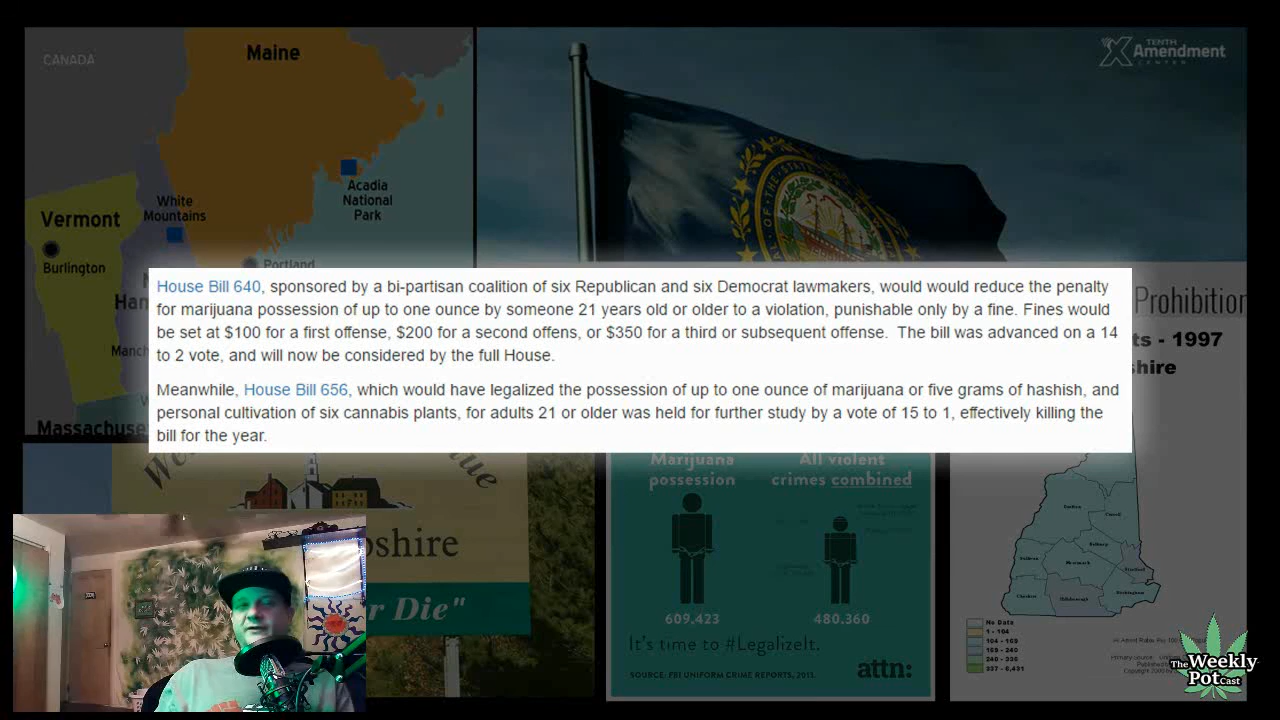 CANADA
Maine
TENTH
Amendment
CENTER
Acadia
National
Park
White
Mountains
Vermont
Burlington
Portland
House Bill 640, sponsored by a bi-partisan coalition of six Republican and six Democrat lawmakers, would would reduce the penalty
for marijuana possession of up to one ounce by someone 21 years old or older to a violation, punishable only by a fine. Fines would
be set at $100 for a first offense, $200 for a second offens, or $350 for a third or subsequent offense. The bill was advanced on a 14
to 2 vote, and will now be considered by the full House.
Meanwhile, House Bill 656, which would have legalized the possession of up to one ounce of marijuana or five grams of hashish, and
personal cultivation of six cannabis plants, for adults 21 or older was held for further study by a vote of 15 to 1, effectively killing the
bill for the year.
Prohibition
ts - 1997
shire
Massachuse
Marijuana
possession
All violent
crimes combined
609,423
480,360
It's time to #LegalizeIt.
SOURCE: FBI UNIFORM CRIME REPORTS, 2013.
attn:
pshire
r Die"
No Data
1 - 104
104 - 169
169 - 240
The Weekly
Potcast